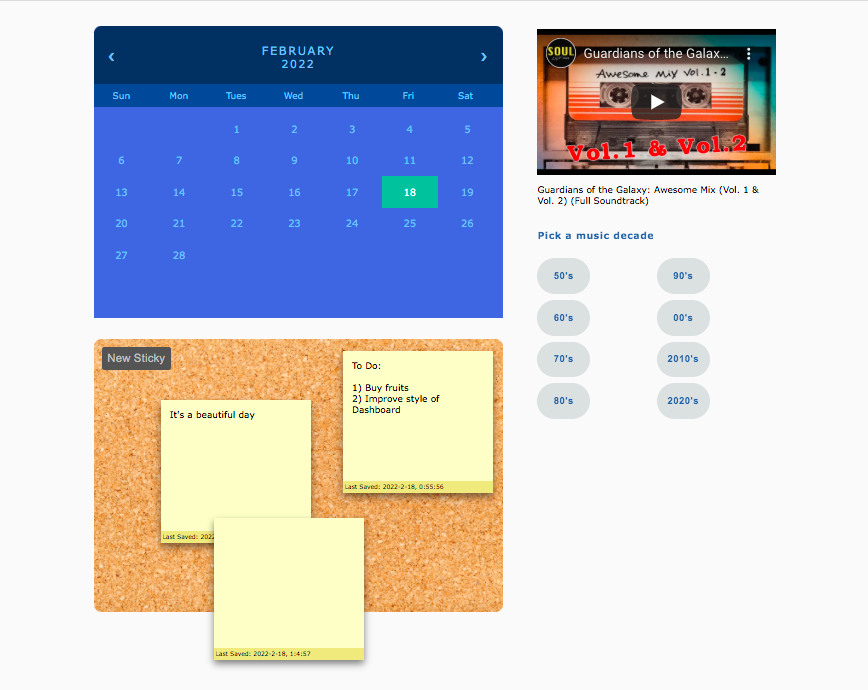 FEBRUARY
2022
Sun Mon Tues Wed Thu Fri Sat
1 2 3 4 5
6 7 8 9 10 11 12
13 14 15 16 17 18 19
20 21 22 23 24 25 26
27 28
SOUL
Guardians of the Galax...
Awesome Mix Vol.1-2
Vol.1 & Vol.2
Guardians of the Galaxy: Awesome Mix (Vol. 1 &
Vol. 2) (Full Soundtrack)
Pick a music decade
50's 90's
60's 00's
70's 2010's
80's 2020's
New Sticky
To Do:
1) Buy fruits
2) Improve style of
Dashboard
Last Saved: 2022-2-18, 0:55:56
It's a beautiful day
Last Saved: 2022
Last Saved: 2022-2-18, 1:4:57